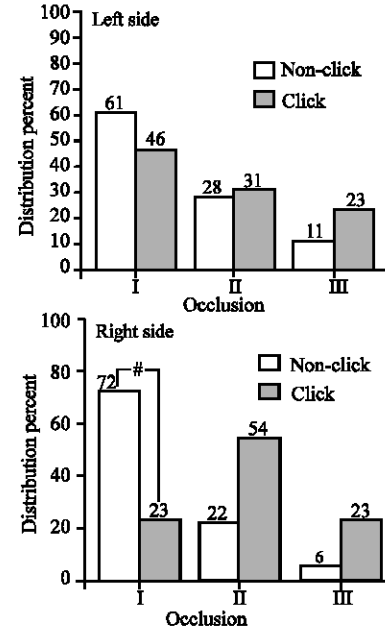 Left side
Non-click
Click
Distribution percent
100
90
80
70
60
50
40
30
20
10
0
61
46
28
31
11
23
I
II
III
Occlusion
Right side
Non-click
Click
Distribution percent
100
80
60
40
20
0
72
#
23
22
54
6
23
I
II
III
Occlusion